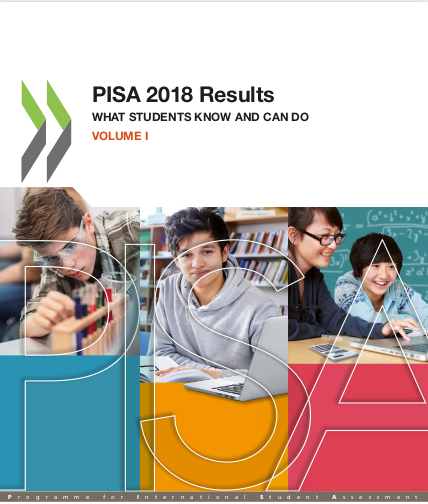 PISA 2018 Results
WHAT STUDENTS KNOW AND CAN DO
VOLUME I
PISA
Programme for International Student Assessment